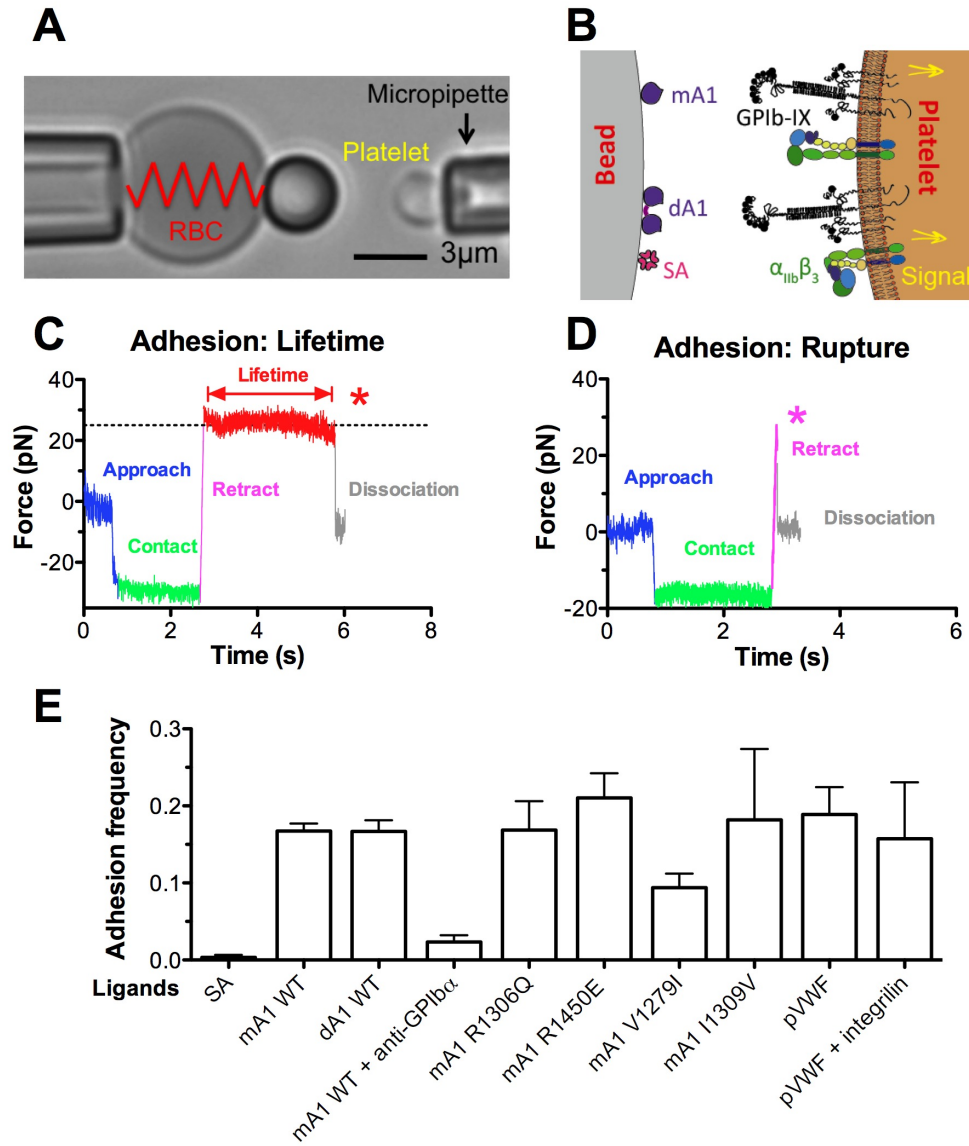 A
Micropipette
Platelet
RBC
3µm
B
Bead
mA1
dA1
SA
GPIb-IX
αIIbβ3
Platelet
Signal
C
Adhesion: Lifetime
Force (pN)
40
20
0
-20
Lifetime
*
Approach
Retract
Dissociation
Contact
0 2 4 6 8
Time (s)
D
Adhesion: Rupture
Force (pN)
40
20
0
-20
*
Retract
Approach
Dissociation
Contact
0 2 4 6
Time (s)
E
Adhesion frequency
0.3
0.2
0.1
0.0
Ligands
SA
mA1 WT
dA1 WT
mA1 WT + anti-GPIbα
mA1 R1306Q
mA1 R1450E
mA1 V1279I
mA1 I1309V
pVWF
pVWF + integrilin